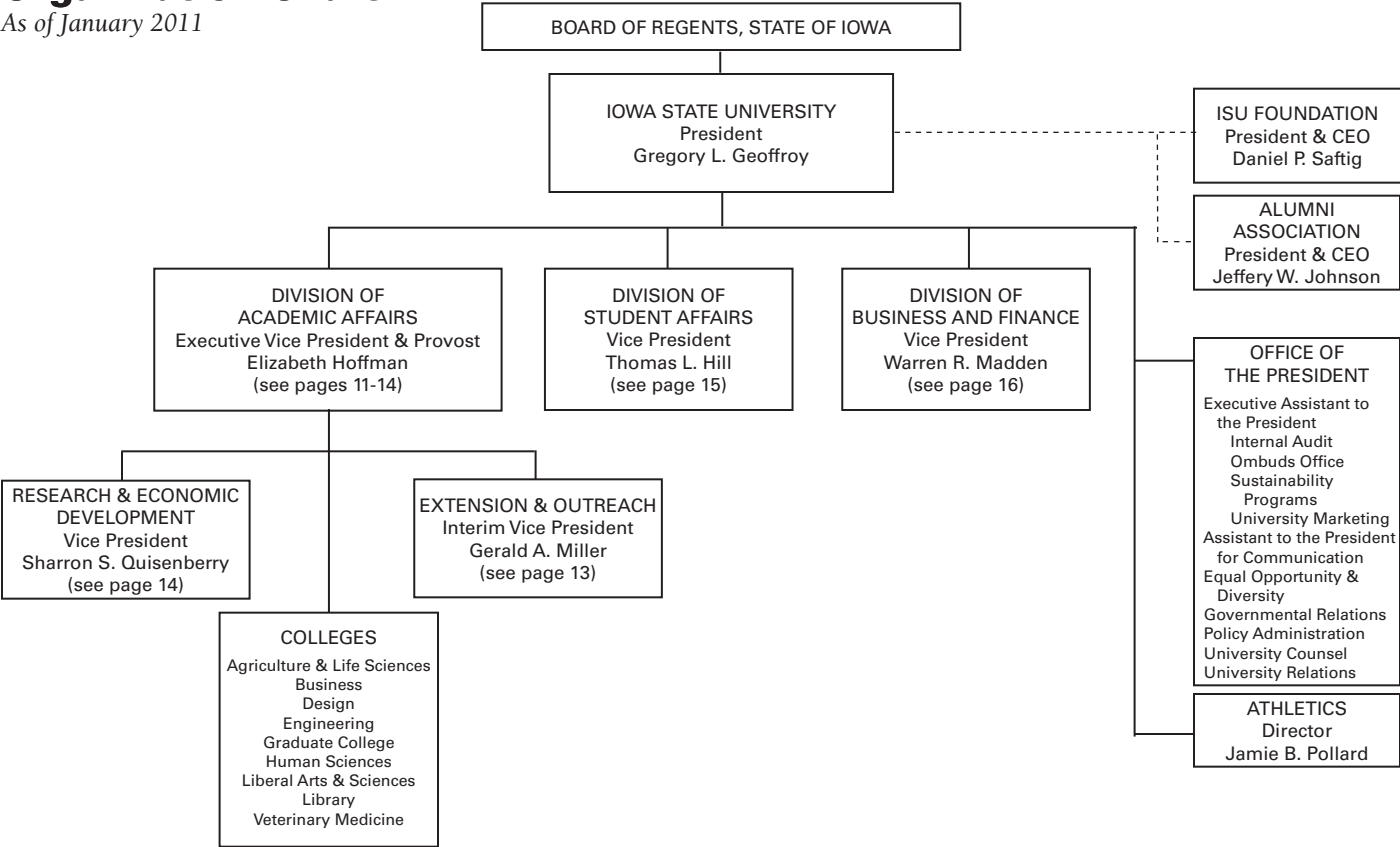 As of January 2011
BOARD OF REGENTS, STATE OF IOWA
IOWA STATE UNIVERSITY
President
Gregory L. Geoffroy
ISU FOUNDATION
President & CEO
Daniel P. Saftig
ALUMNI
ASSOCIATION
President & CEO
Jeffery W. Johnson
DIVISION OF
ACADEMIC AFFAIRS
Executive Vice President & Provost
Elizabeth Hoffman
(see pages 11-14)
DIVISION OF
STUDENT AFFAIRS
Vice President
Thomas L. Hill
(see page 15)
DIVISION OF
BUSINESS AND FINANCE
Vice President
Warren R. Madden
(see page 16)
OFFICE OF
THE PRESIDENT
Executive Assistant to
the President
Internal Audit
Ombuds Office
Sustainability
Programs
University Marketing
Assistant to the President
for Communication
Equal Opportunity &
Diversity
Governmental Relations
Policy Administration
University Counsel
University Relations
RESEARCH & ECONOMIC
DEVELOPMENT
Vice President
Sharron S. Quisenberry
(see page 14)
EXTENSION & OUTREACH
Interim Vice President
Gerald A. Miller
(see page 13)
COLLEGES
Agriculture & Life Sciences
Business
Design
Engineering
Graduate College
Human Sciences
Liberal Arts & Sciences
Library
Veterinary Medicine
ATHLETICS
Director
Jamie B. Pollard